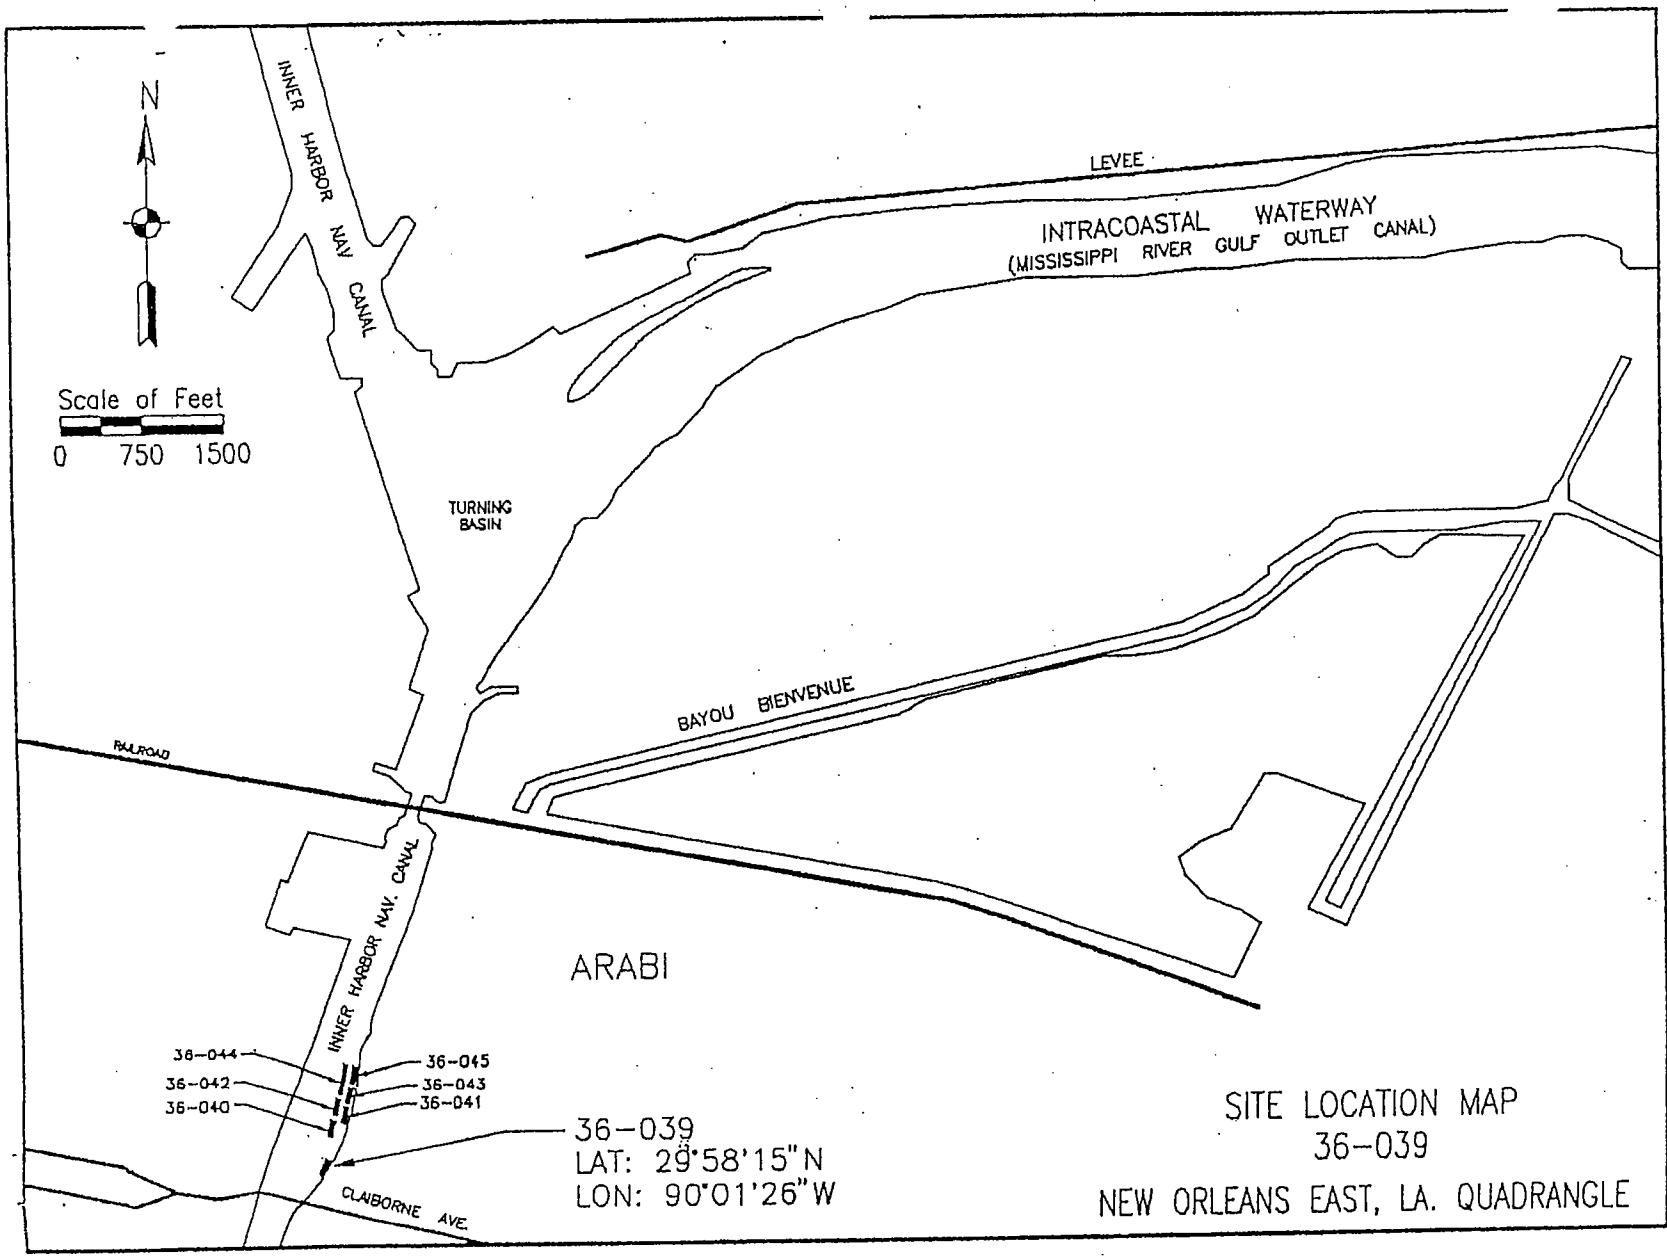 INNER HARBOR NAV CANAL
N
LEVEE
INTRACOASTAL WATERWAY
(MISSISSIPPI RIVER GULF OUTLET CANAL)
Scale of Feet
0 750 1500
TURNING
BASIN
BAYOU BIENVENUE
RAILROAD
INNER HARBOR NAV. CANAL
ARABI
36-044
36-045
36-042
36-043
36-040
36-041
36-039
LAT: 29°58'15"N
LON: 90°01'26"W
CLAIBORNE AVE.
SITE LOCATION MAP
36-039
NEW ORLEANS EAST, LA. QUADRANGLE